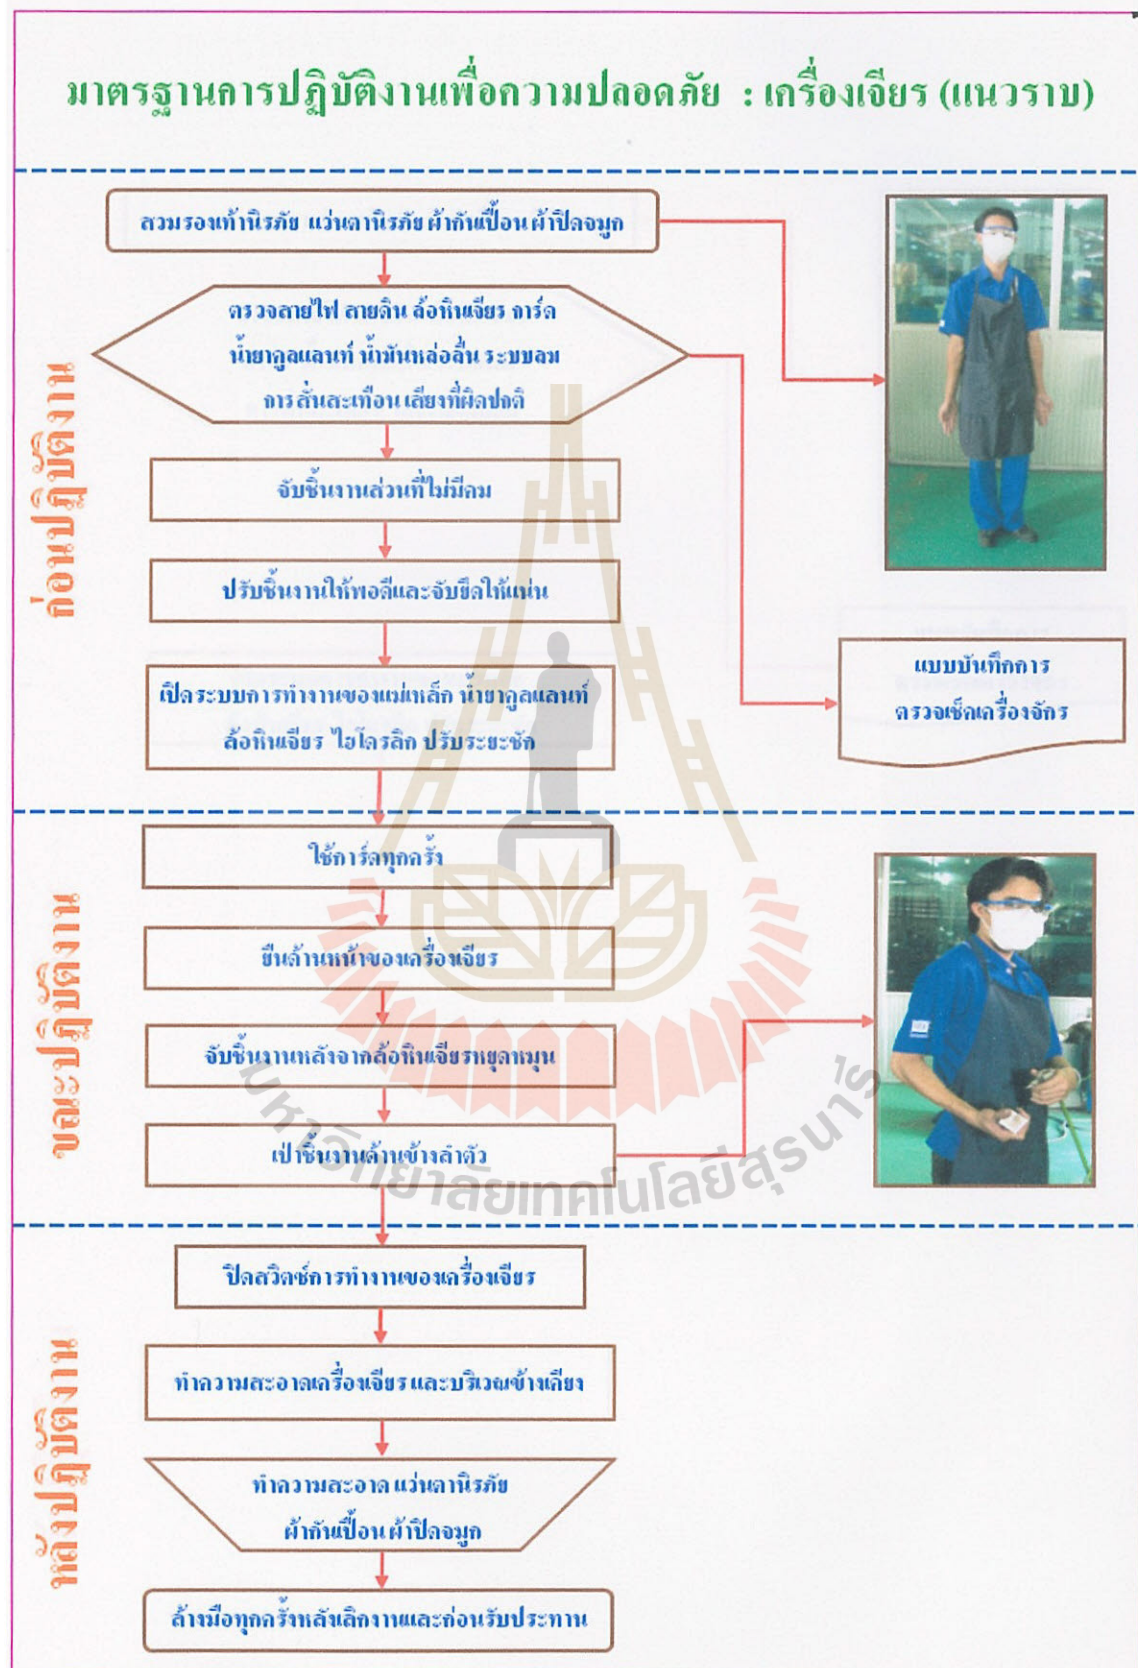 มาตรฐานการปฏิบัติงานเพื่อความปลอดภัย : เครื่องเจียร (แนวราบ)
ก่อนปฏิบัติงาน
สวมรองเท้านิรภัย แว่นตานิรภัย ผ้ากันเปื้อน ผ้าปิดจมูก
ตรวจสายไฟ สายดิน ล้อหินเจียร การ์ด
น้ำยาคูลแลนท์ น้ำมันหล่อลื่น ระบบลม
การสั่นสะเทือน เสียงที่ผิดปกติ
จับชิ้นงานส่วนที่ไม่มีคม
ปรับชิ้นงานให้พอดีและจับยึดให้แน่น
เปิดระบบการทำงานของแม่เหล็ก น้ำยาคูลแลนท์
ล้อหินเจียร ไฮโดรลิก ปรับระยะชัก
แบบบันทึกการ
ตรวจเช็คเครื่องจักร
ขณะปฏิบัติงาน
ใช้การ์ดทุกครั้ง
ยืนด้านหน้าของเครื่องเจียร
จับชิ้นงานหลังจากล้อหินเจียรหยุดหมุน
เป่าชิ้นงานด้านข้างลำตัว
มหาวิทยาลัยเทคโนโลยีสุรนารี
หลังปฏิบัติงาน
ปิดสวิตซ์การทำงานของเครื่องเจียร
ทำความสะอาดเครื่องเจียร และบริเวณข้างเคียง
ทำความสะอาด แว่นตานิรภัย
ผ้ากันเปื้อน ผ้าปิดจมูก
ล้างมือทุกครั้งหลังเลิกงานและก่อนรับประทาน